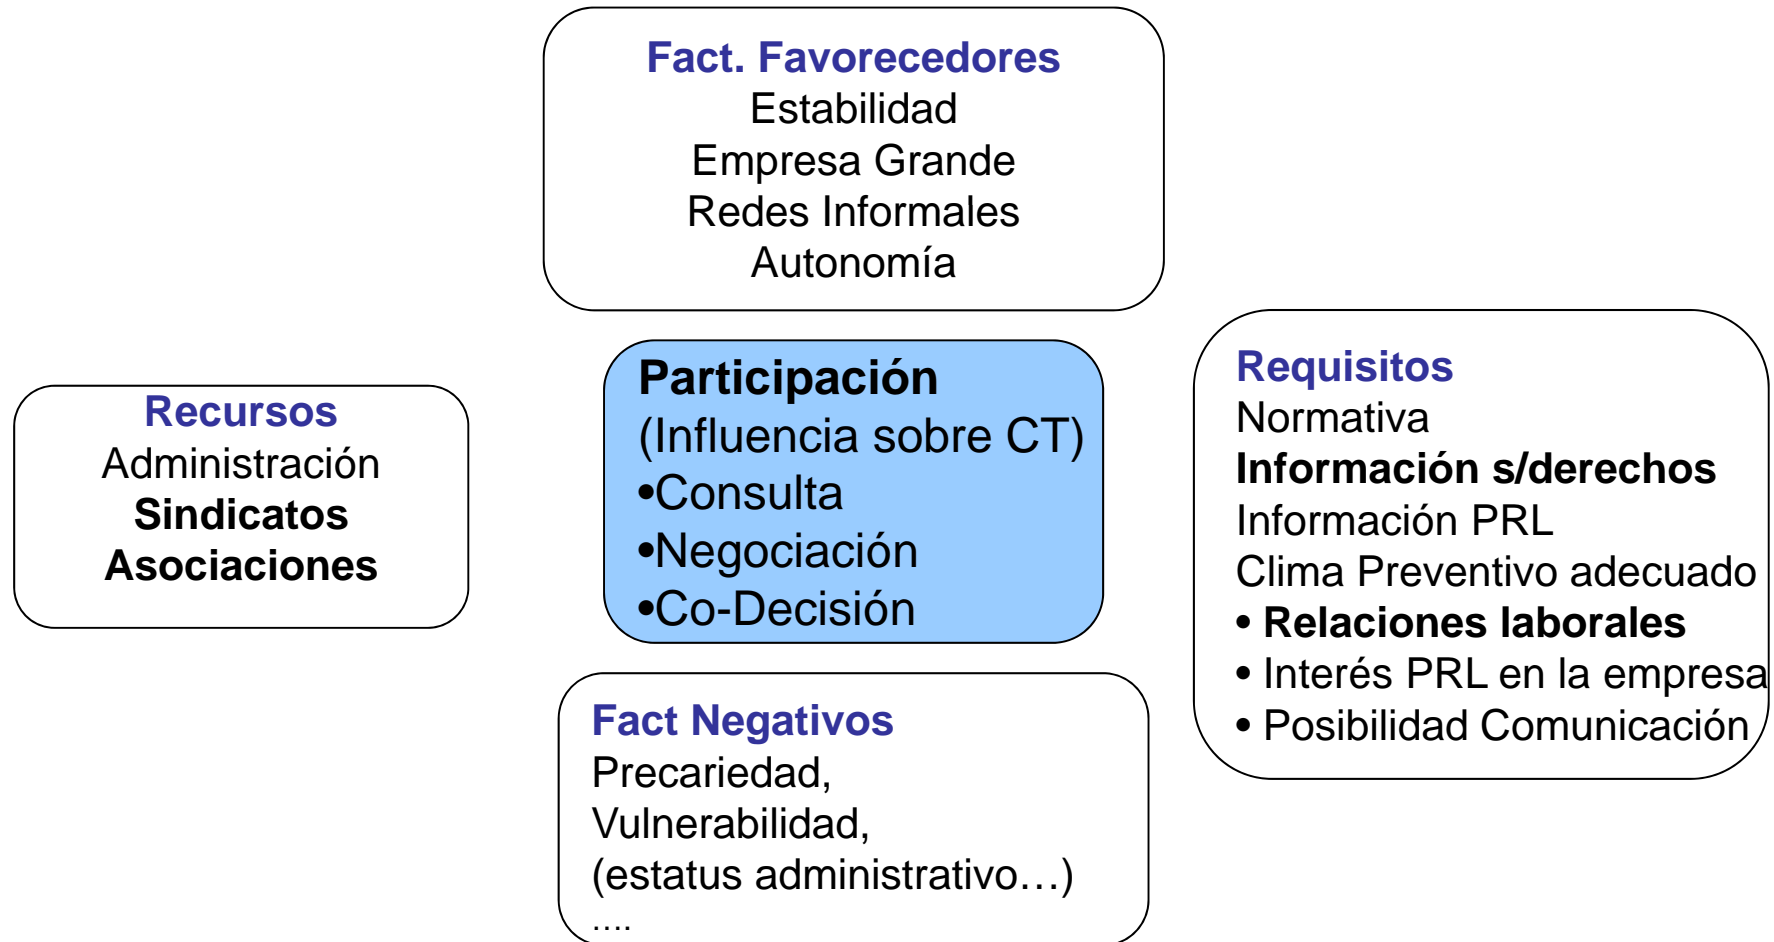 Fact. Favorecedores
Estabilidad
Empresa Grande
Redes Informales
Autonomía
Recursos
Administración
Sindicatos
Asociaciones
Participación
(Influencia sobre CT)
•Consulta
•Negociación
•Co-Decisión
Requisitos
Normativa
Información s/derechos
Información PRL
Clima Preventivo adecuado
• Relaciones laborales
• Interés PRL en la empresa
• Posibilidad Comunicación
Fact Negativos
Precariedad,
Vulnerabilidad,
(estatus administrativo…)
….